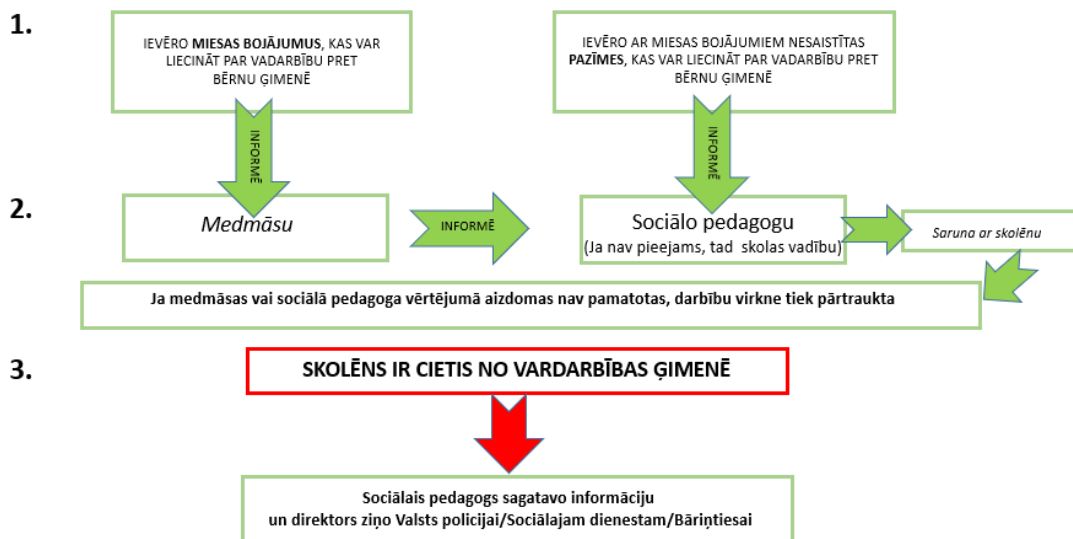 1.
IEVĒRO MIESAS BOJĀJUMUS, KAS VAR
LIECINĀT PAR VADARBĪBU PRET
BĒRNU ĢIMENĒ
IEVĒRO AR MIESAS BOJĀJUMIEM NESAISTĪTAS
PAZĪMES, KAS VAR LIECINĀT PAR VADARBĪBU PRET
BĒRNU ĢIMENĒ
INFORMĒ
INFORMĒ
2.
Medmāsu
INFORMĒ
Sociālo pedagogu
(Ja nav pieejams, tad skolas vadību)
Saruna ar skolēnu
Ja medmāsas vai sociālā pedagoga vērtējumā aizdomas nav pamatotas, darbību virkne tiek pārtraukta
3.
SKOLĒNS IR CIETIS NO VARDARBĪBAS ĢIMENĒ
Sociālais pedagogs sagatavo informāciju
un direktors ziņo Valsts policijai/Sociālajam dienestam/Bāriņtiesai